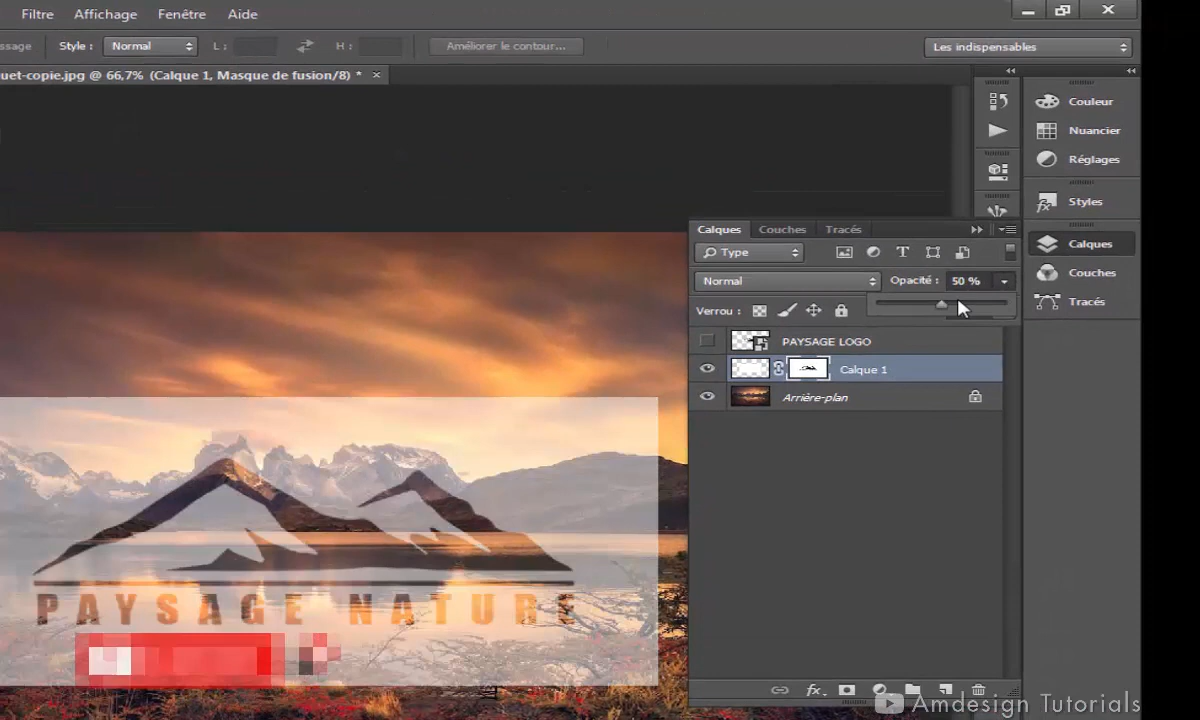 Filtre Affichage Fenêtre Aide
ssage Style : Normal L : H : Améliorer le contour... Les indispensables
uet-copie.jpg @ 66,7% (Calque 1, Masque de fusion/8) * ×
Couleur
Nuancier
Réglages
Styles
Calques
Couches
Tracés
Calques Couches Tracés
Type
Normal Opacité : 50 %
Verrou :
PAYSAGE LOGO
Calque 1
Arrière-plan
PAYSAGE NATURE
fx.
Amdesign Tutorials